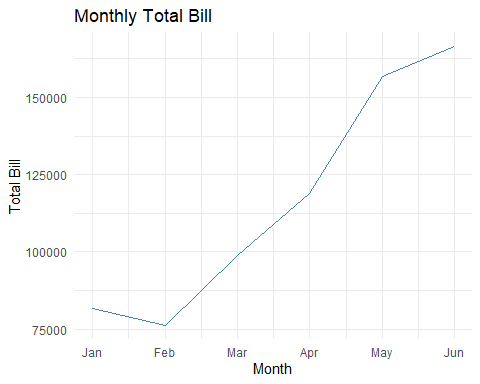 Monthly Total Bill
Total Bill
150000
125000
100000
75000
Jan Feb Mar Apr May Jun
Month